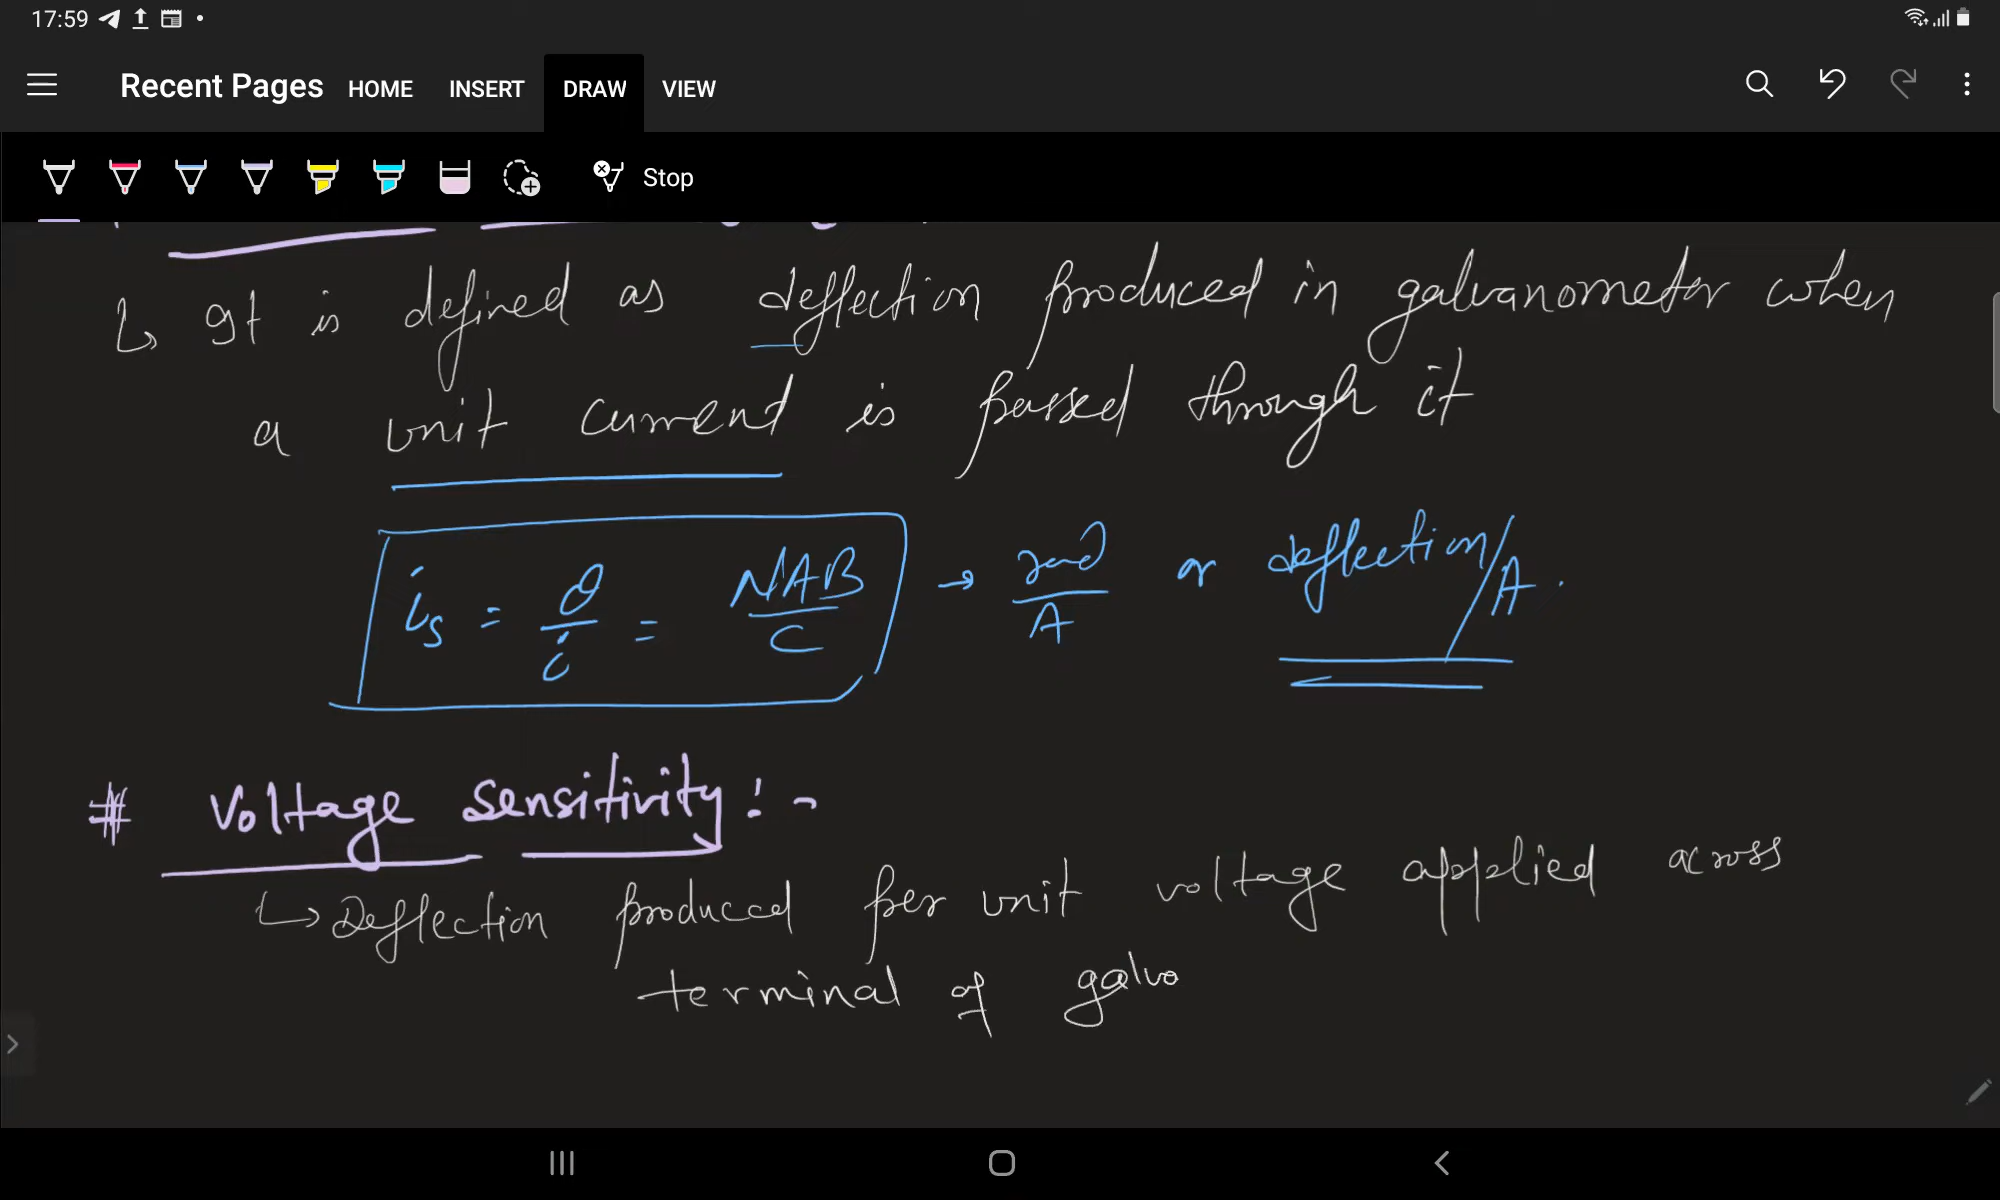 17:59
Recent Pages HOME INSERT DRAW VIEW
Stop
↳ It is defined as deflection produced in galvanometer when
a unit current is passed through it
is = θ/i = NAB/C → rad/A or deflection/A.
# Voltage sensitivity :-
↳ Deflection produced per unit voltage applied across
terminal of galvo